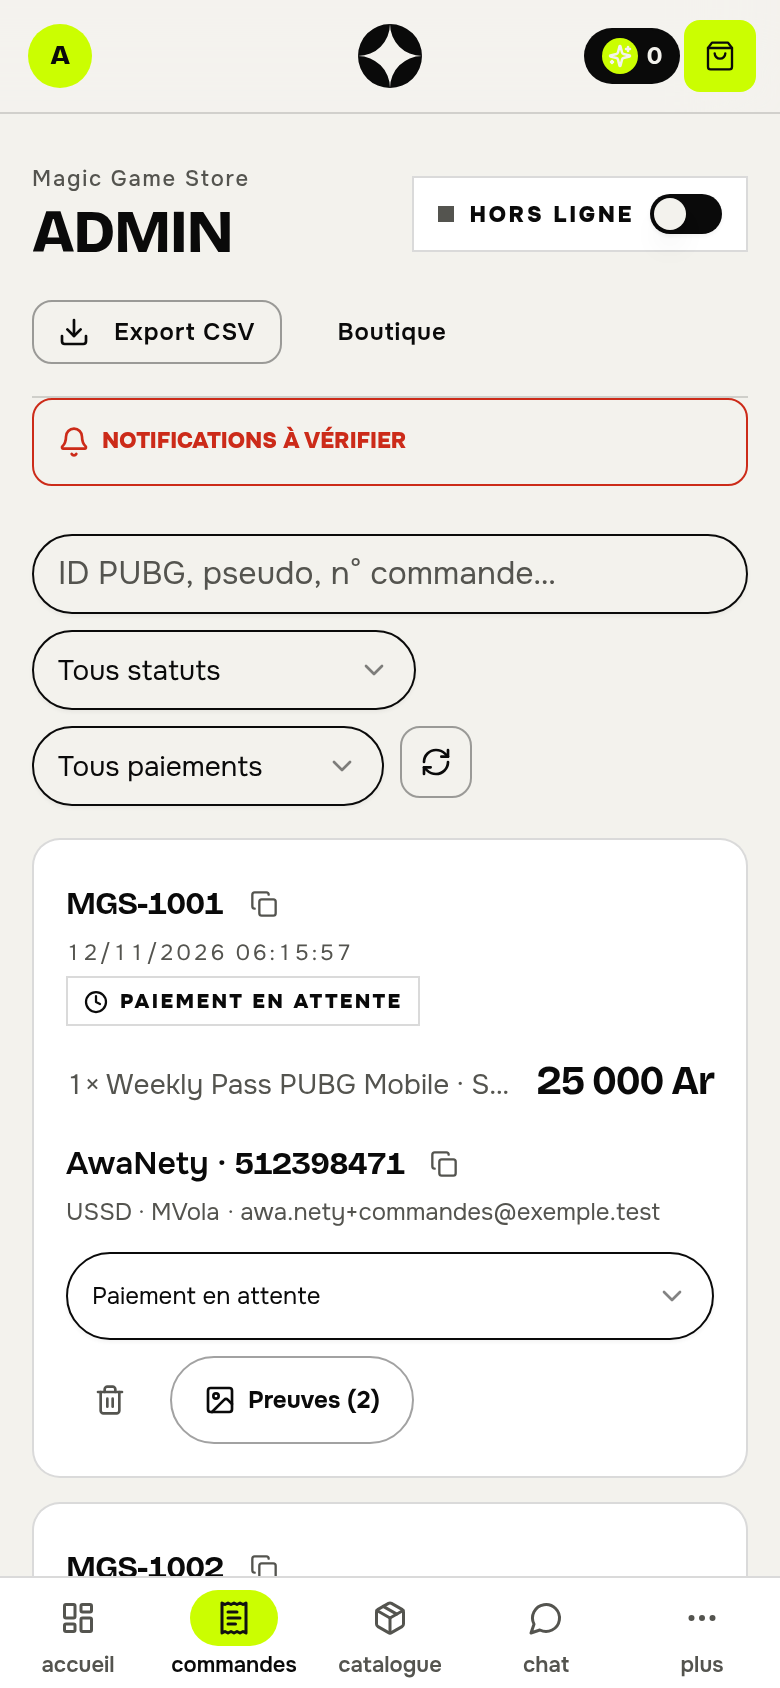 A
0
Magic Game Store
ADMIN
HORS LIGNE
Export CSV
Boutique
NOTIFICATIONS À VÉRIFIER
ID PUBG, pseudo, n° commande...
Tous statuts
Tous paiements
MGS-1001
12/11/2026 06:15:57
PAIEMENT EN ATTENTE
1× Weekly Pass PUBG Mobile · S...
25 000 Ar
AwaNety · 512398471
USSD · MVola · awa.nety+commandes@exemple.test
Paiement en attente
Preuves (2)
MGS-1002
accueil
commandes
catalogue
chat
plus